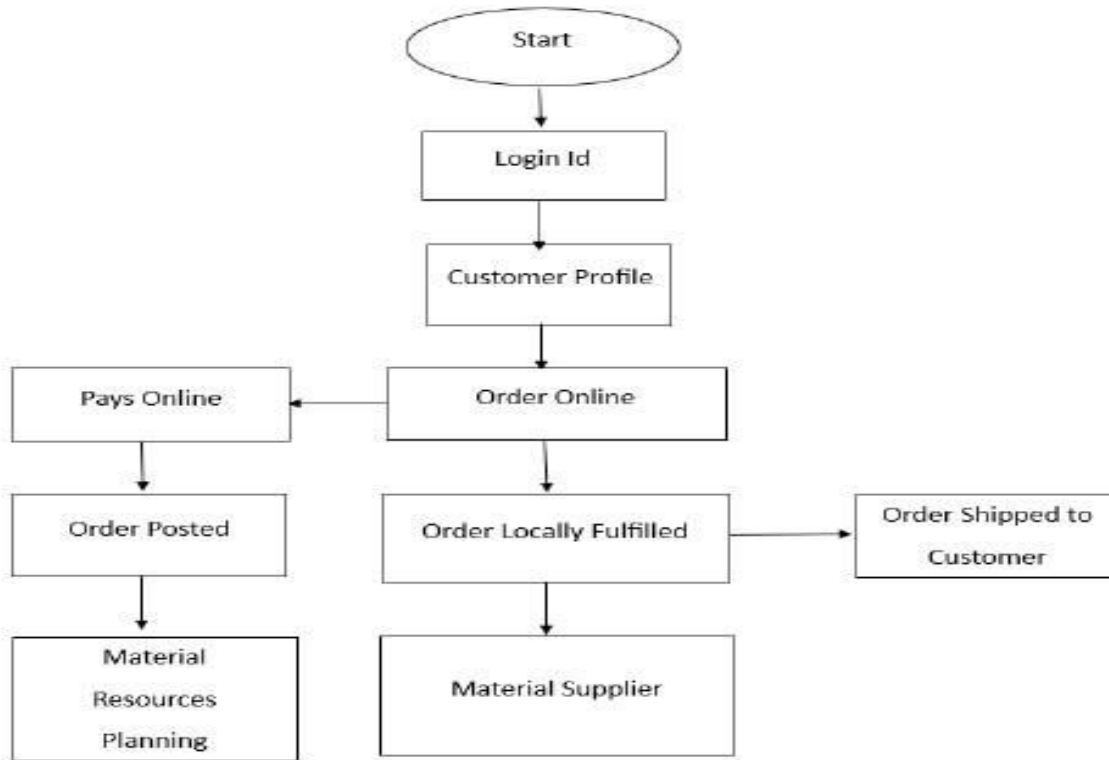 Start
Login Id
Customer Profile
Pays Online
Order Online
Order Posted
Order Locally Fulfilled
Order Shipped to
Customer
Material
Resources
Planning
Material Supplier